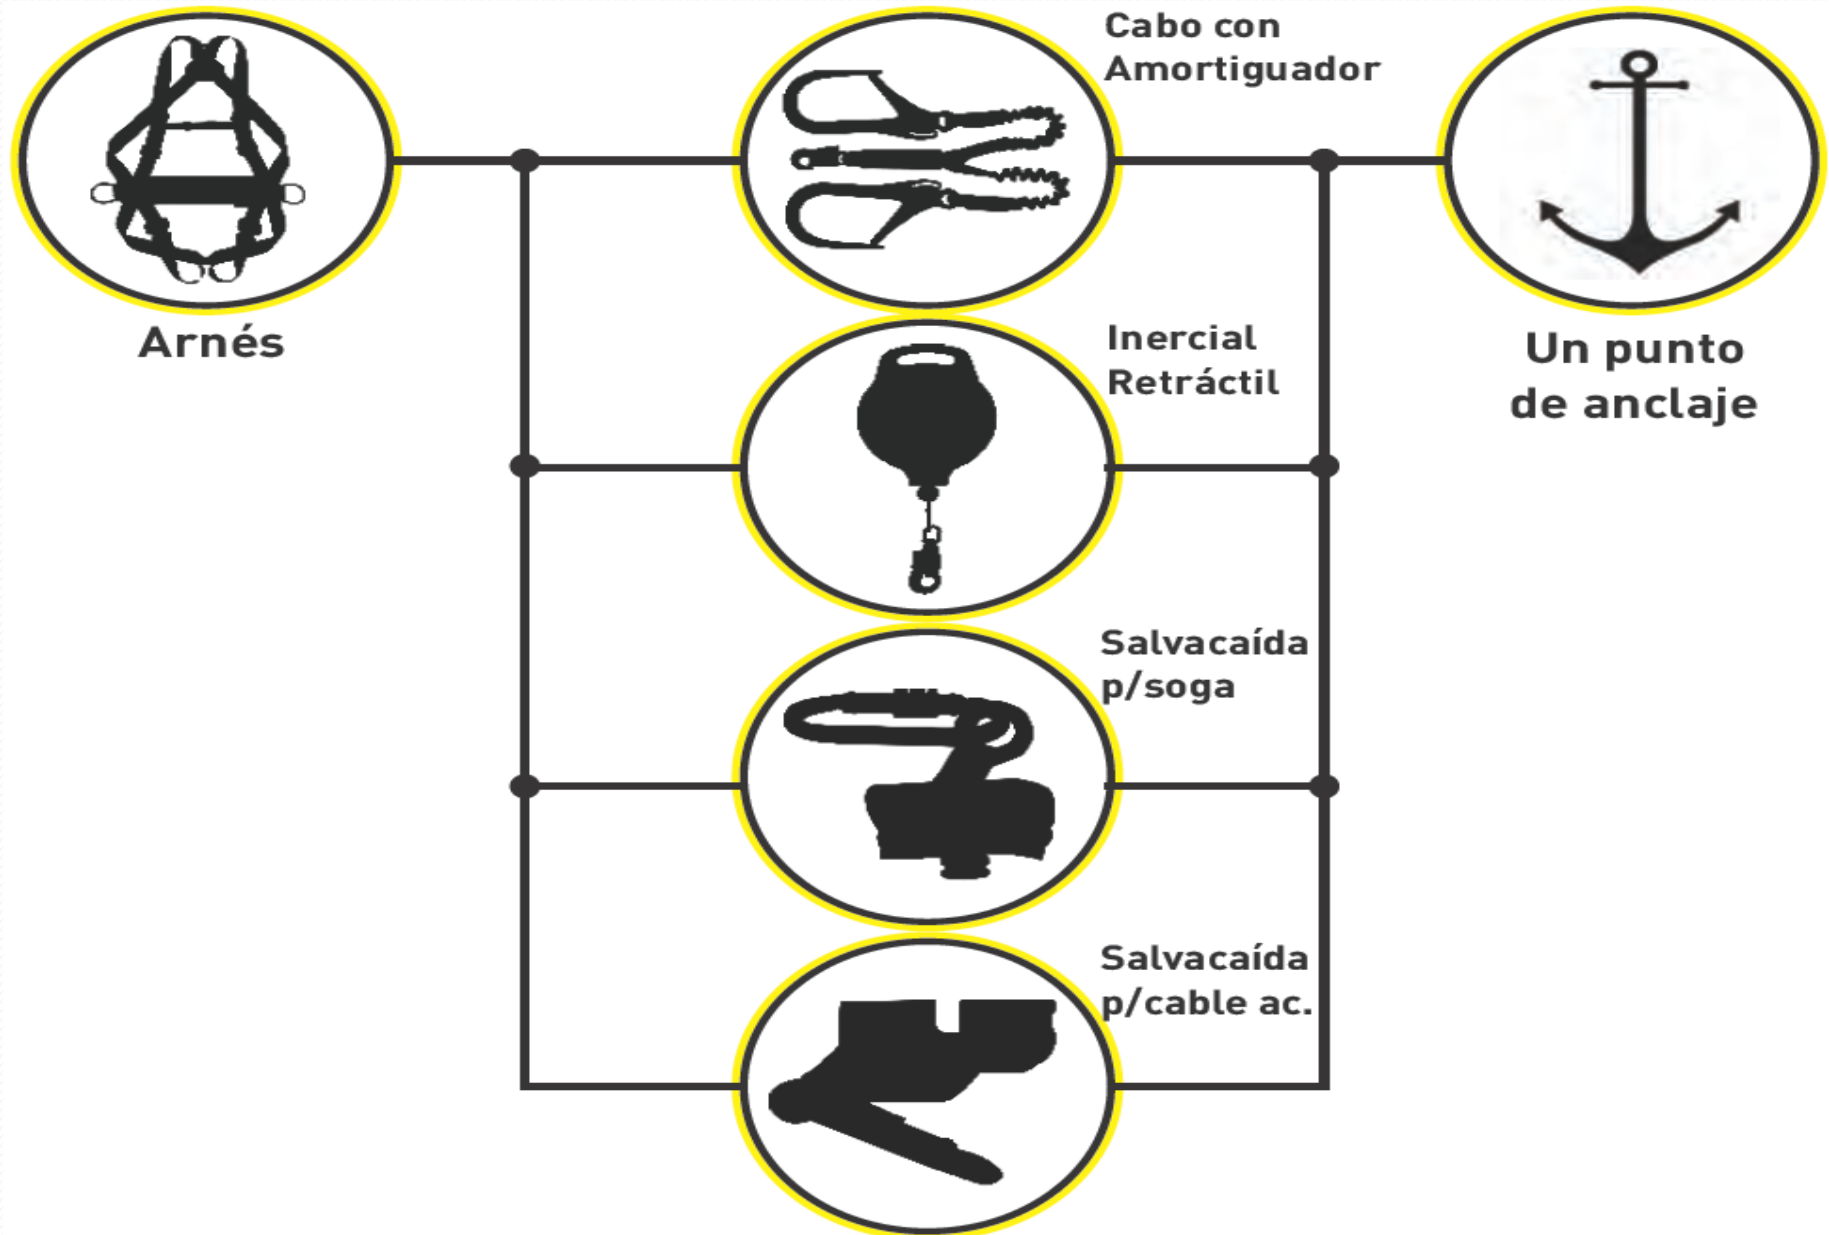 Cabo con
Amortiguador
Arnés
Inercial
Retráctil
Un punto
de anclaje
Salvacaída
p/soga
Salvacaída
p/cable ac.